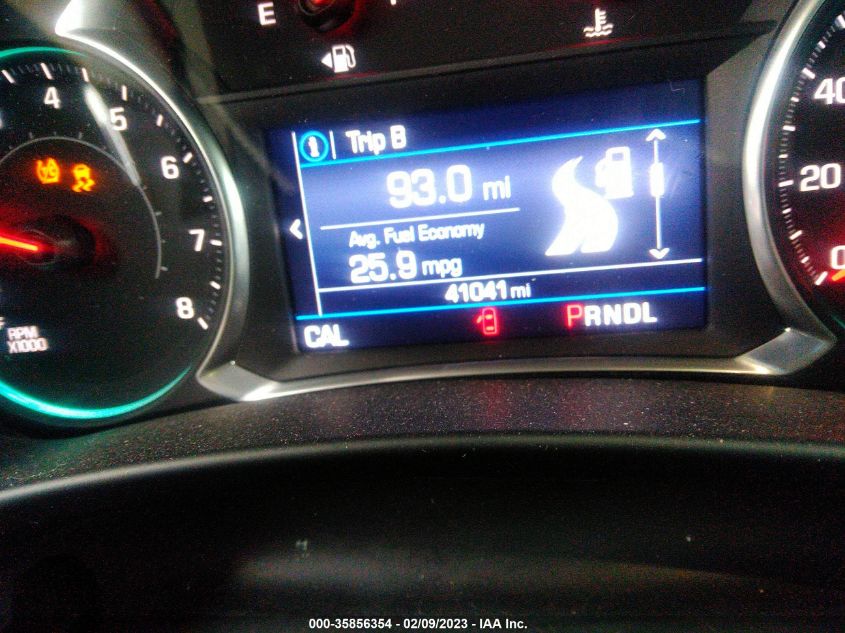 E
4
5
6
7
8
RPM
X1000
Trip B
93.0 mi
Avg. Fuel Economy
25.9 mpg
41041 mi
CAL
PRNDL
40
20
0
000-35856354 - 02/09/2023 - IAA Inc.